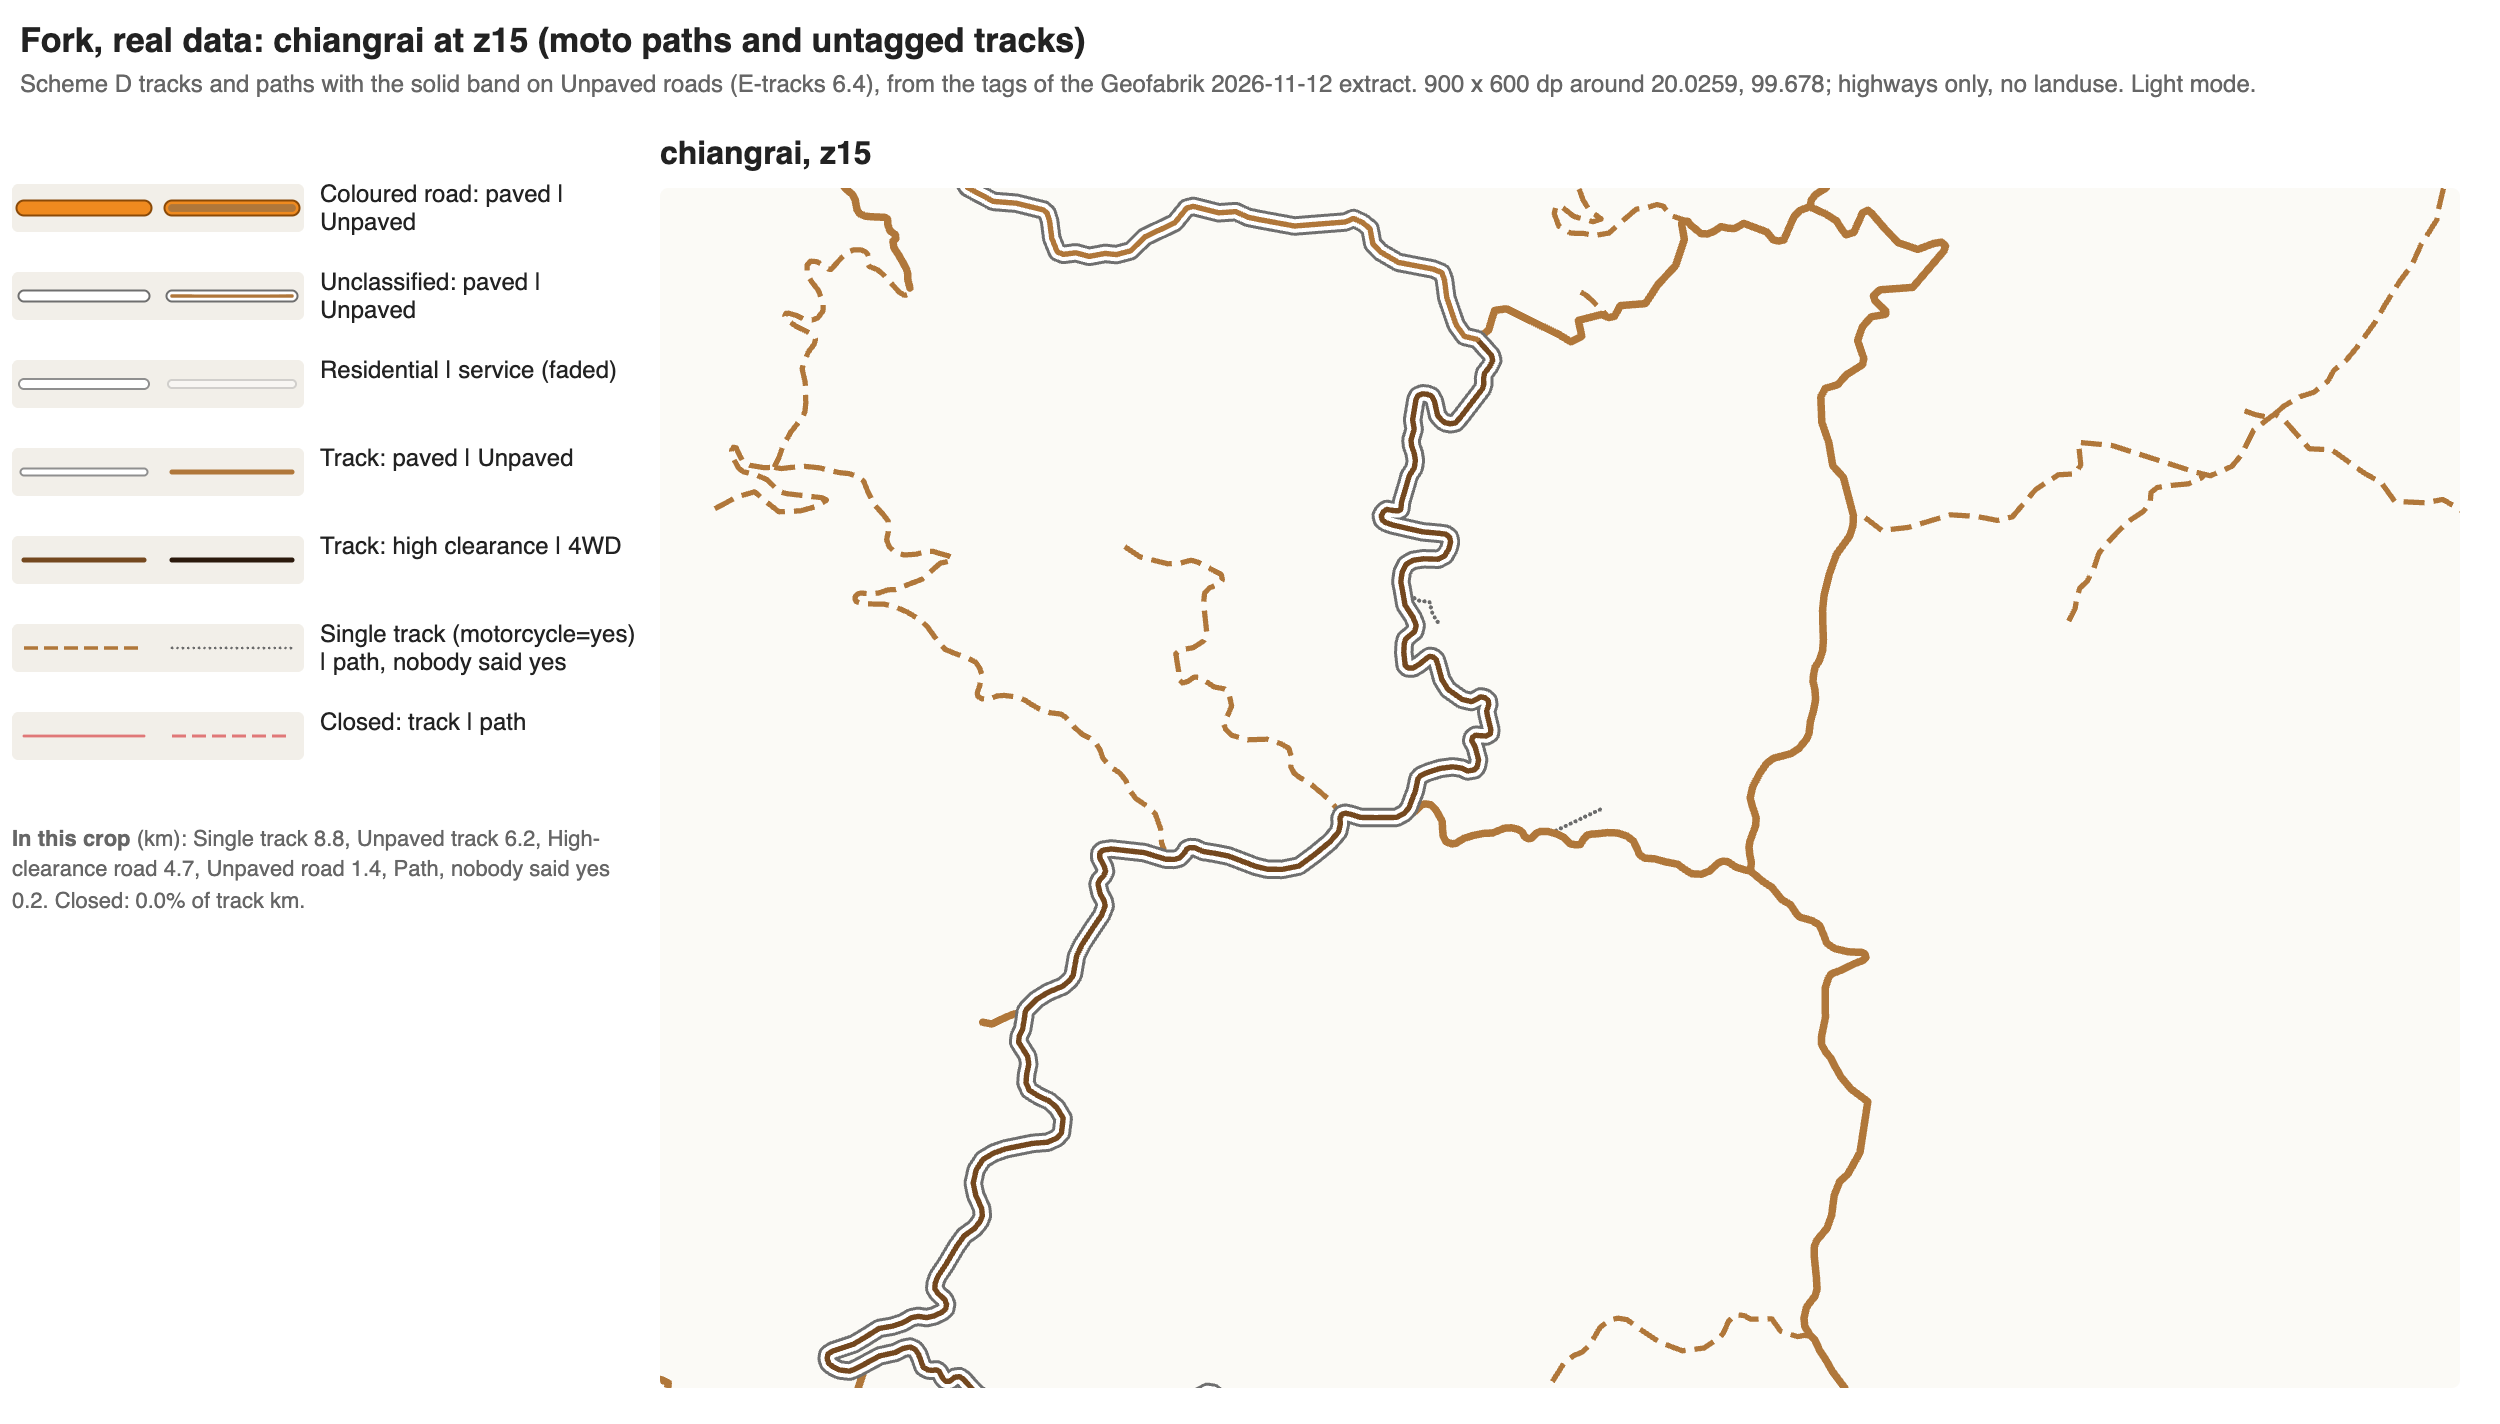 Fork, real data: chiangrai at z15 (moto paths and untagged tracks)
Scheme D tracks and paths with the solid band on Unpaved roads (E-tracks 6.4), from the tags of the Geofabrik 2026-11-12 extract. 900 x 600 dp around 20.0259, 99.678; highways only, no landuse. Light mode.
chiangrai, z15
Coloured road: paved |
Unpaved
Unclassified: paved |
Unpaved
Residential | service (faded)
Track: paved | Unpaved
Track: high clearance | 4WD
Single track (motorcycle=yes)
| path, nobody said yes
Closed: track | path
In this crop (km): Single track 8.8, Unpaved track 6.2, High-
clearance road 4.7, Unpaved road 1.4, Path, nobody said yes
0.2. Closed: 0.0% of track km.